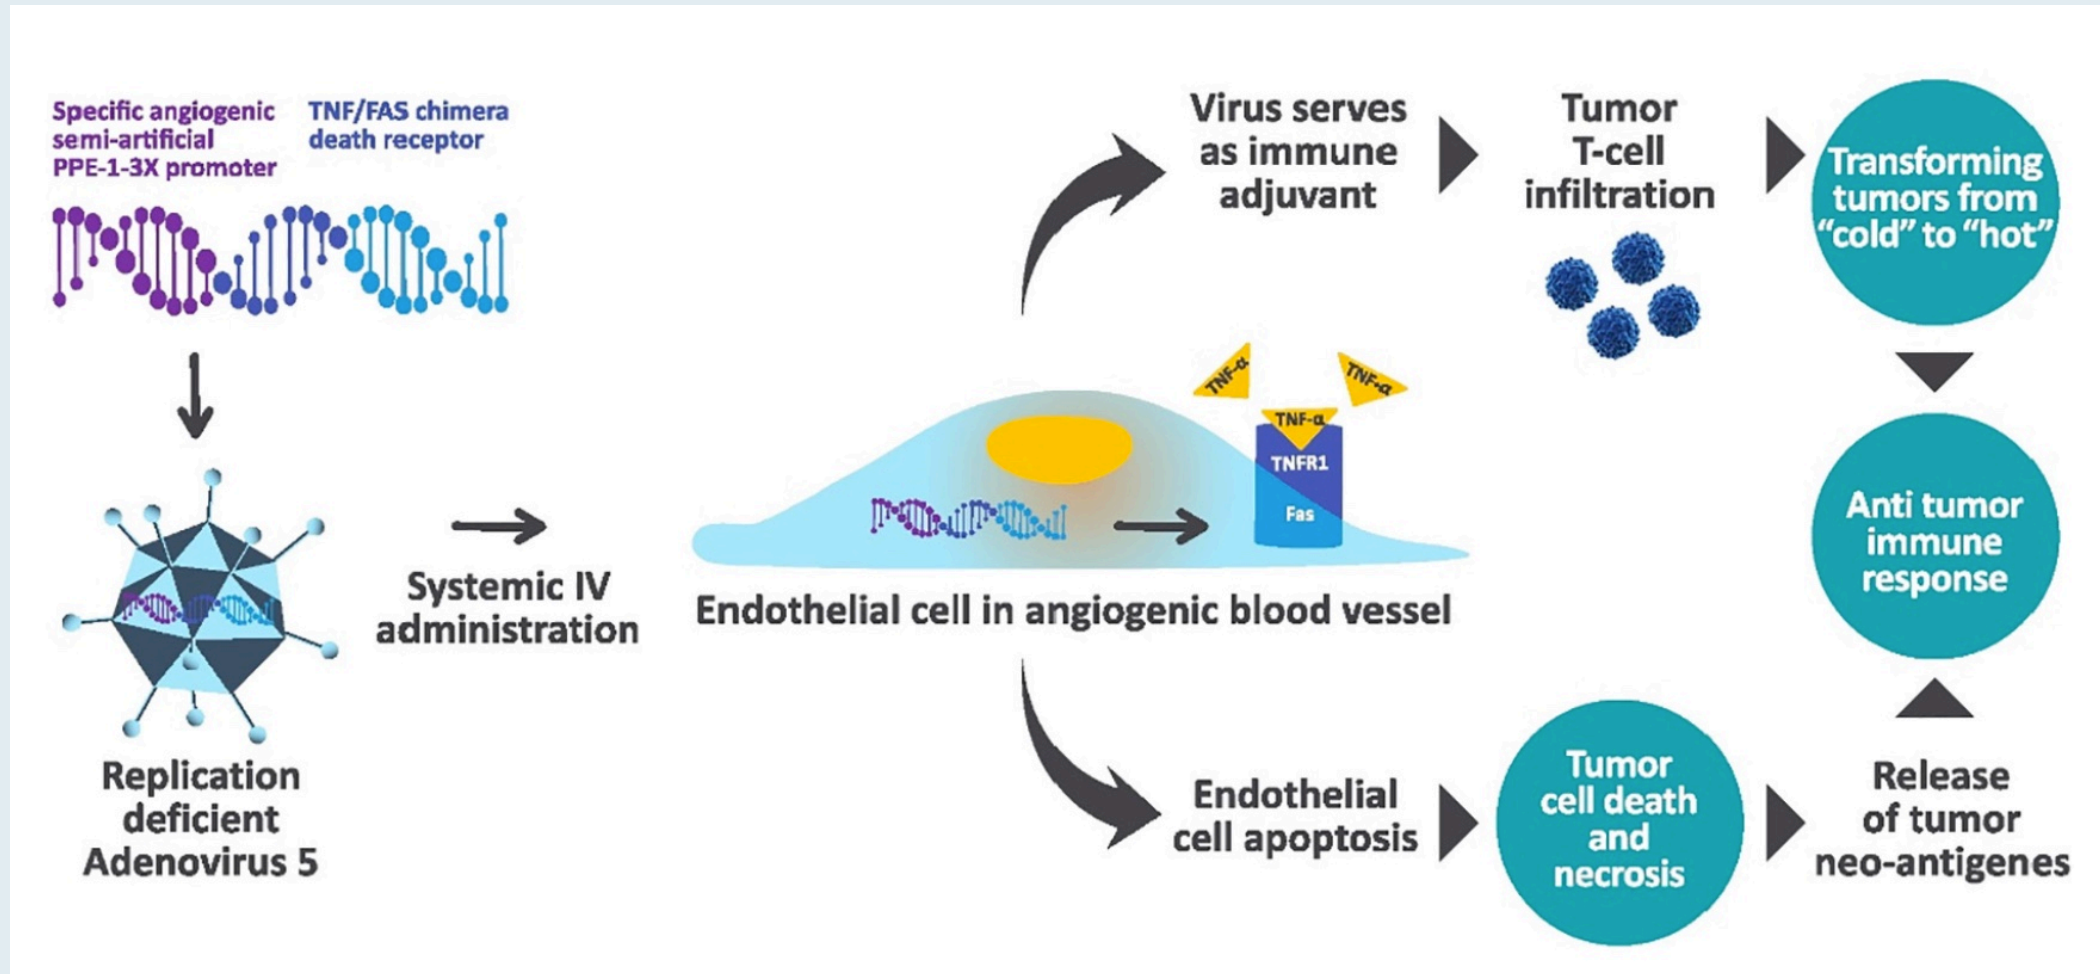 Specific angiogenic
semi-artificial
PPE-1-3X promoter
TNF/FAS chimera
death receptor
Replication
deficient
Adenovirus 5
Systemic IV
administration
TNF-α
TNF-α
TNF-α
TNFR1
Fas
Endothelial cell in angiogenic blood vessel
Virus serves
as immune
adjuvant
Tumor
T-cell
infiltration
Transforming
tumors from
“cold” to “hot”
Endothelial
cell apoptosis
Tumor
cell death
and
necrosis
Release
of tumor
neo-antigenes
Anti tumor
immune
response